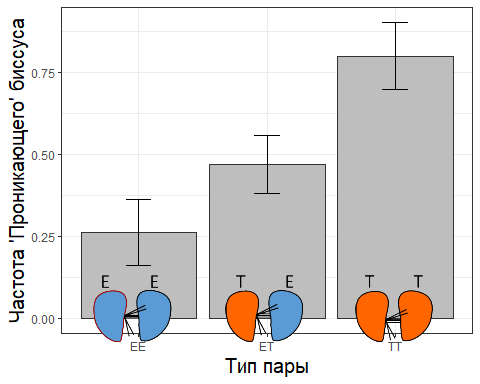 Частота 'Проникающего' биссуса
0.75
0.50
0.25
0.00
E E T E T T
EE ET TT
Тип пары